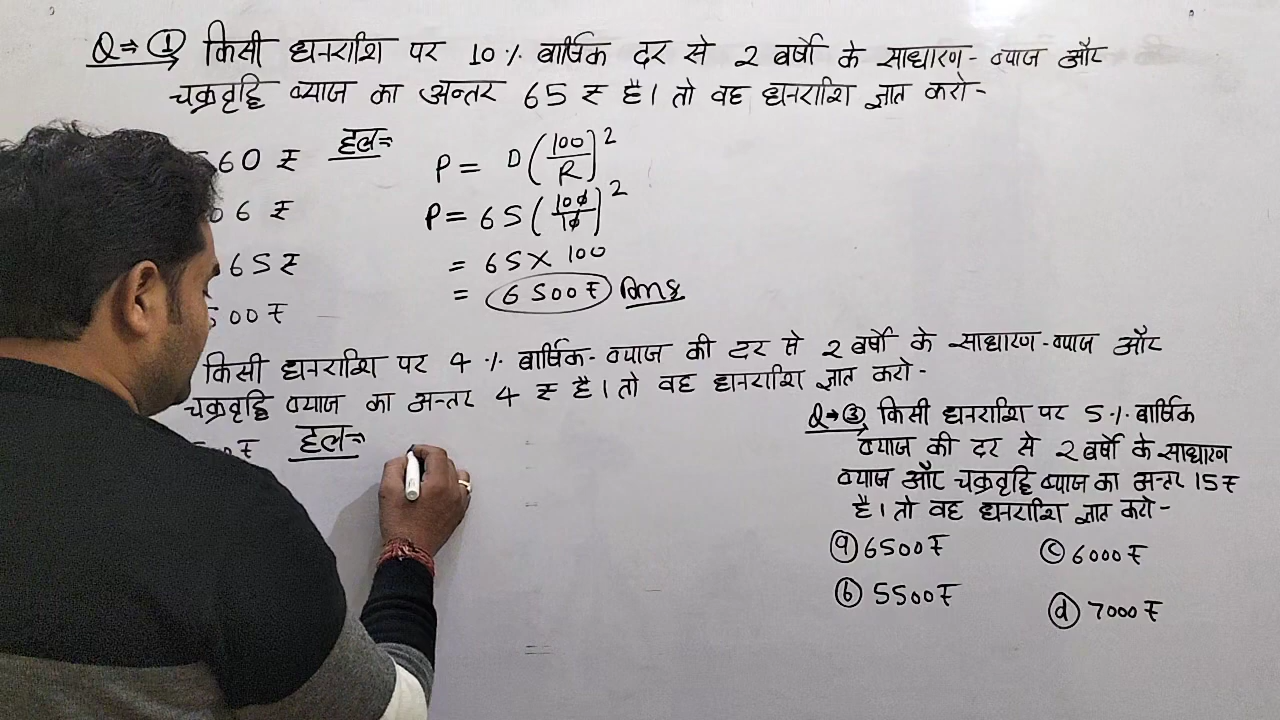 Q⇒ ① किसी धनराशि पर 10% वार्षिक दर से 2 वर्षो के साधारण-ब्याज और
चक्रवृद्धि ब्याज का अन्तर 65 ₹ है। तो वह धनराशि ज्ञात करो-
60 ₹
06 ₹
65 ₹
500 ₹
हल⇒
P = D(100/R)²
P = 65(100/10)²
= 65 × 100
= 6500₹ Ans
किसी धनराशि पर 4 % वार्षिक-ब्याज की दर से 2 वर्षो के साधारण-ब्याज और
चक्रवृद्धि ब्याज का अन्तर 4 ₹ है। तो वह धनराशि ज्ञात करो-
हल⇒
Q→③ किसी धनराशि पर 5% वार्षिक
ब्याज की दर से 2 वर्षो के साधारण
ब्याज और चक्रवृद्धि ब्याज का अन्तर 15₹
है। तो वह धनराशि ज्ञात करो-
ⓐ 6500₹ ⓒ 6000₹
ⓑ 5500₹ ⓓ 7000₹